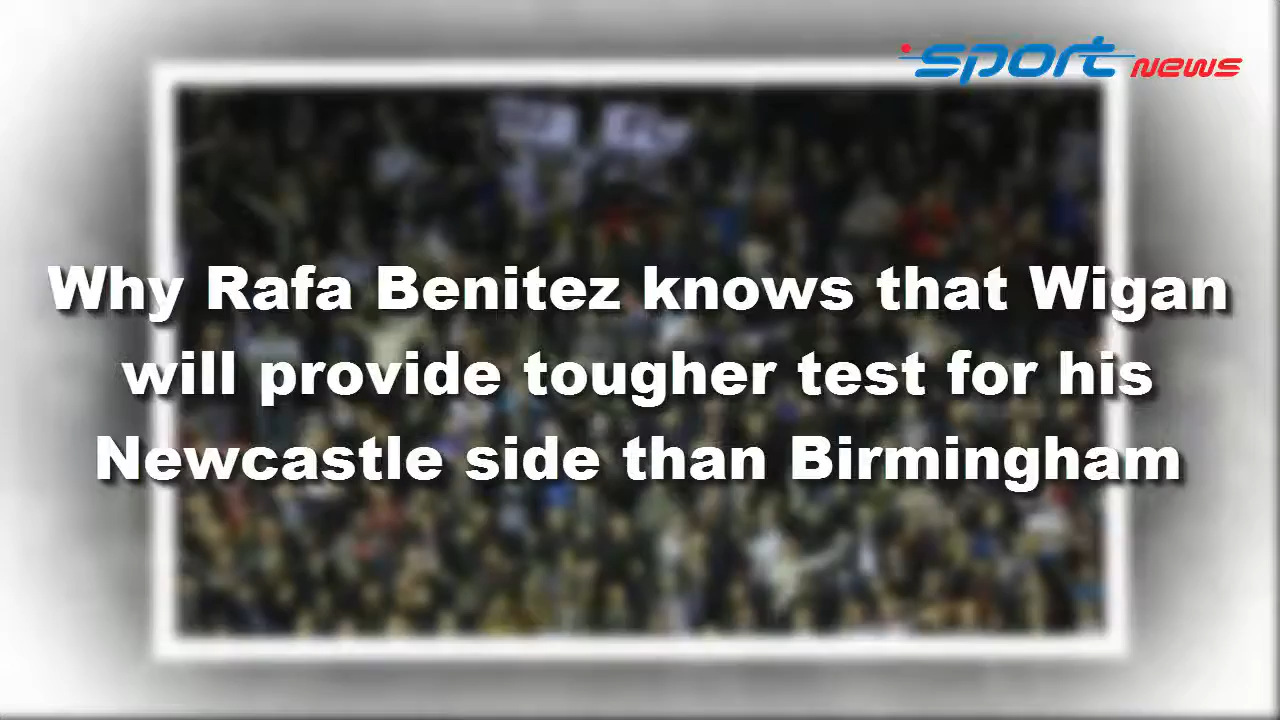 sport news
Why Rafa Benitez knows that Wigan
will provide tougher test for his
Newcastle side than Birmingham